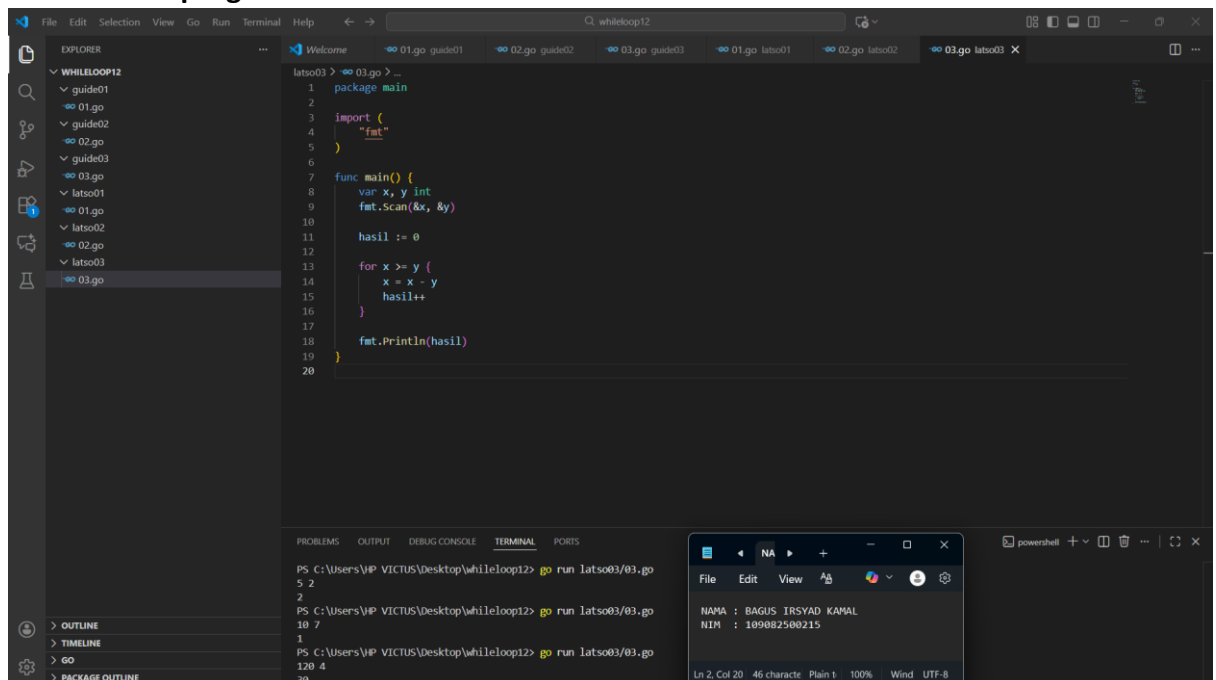 File Edit Selection View Go Run Terminal Help
whileloop12
EXPLORER
Welcome
01.go guide01
02.go guide02
03.go guide03
01.go latso01
02.go latso02
03.go latso03
WHILELOOP12
guide01
01.go
guide02
02.go
guide03
03.go
latso01
01.go
latso02
02.go
latso03
03.go
OUTLINE
TIMELINE
GO
PACKAGE OUTLINE
latso03 > 03.go > ...
1 package main
2
3 import (
4 "fmt"
5 )
6
7 func main() {
8 var x, y int
9 fmt.Scan(&x, &y)
10
11 hasil := 0
12
13 for x >= y {
14 x = x - y
15 hasil++
16 }
17
18 fmt.Println(hasil)
19 }
20
PROBLEMS OUTPUT DEBUG CONSOLE TERMINAL PORTS
powershell
PS C:\Users\HP VICTUS\Desktop\whileloop12> go run latso03/03.go
5 2
2
PS C:\Users\HP VICTUS\Desktop\whileloop12> go run latso03/03.go
10 7
1
PS C:\Users\HP VICTUS\Desktop\whileloop12> go run latso03/03.go
120 4
30
NA
File Edit View
NAMA : BAGUS IRSYAD KAMAL
NIM : 109082500215
Ln 2, Col 20 46 characte Plain t 100% Wind UTF-8